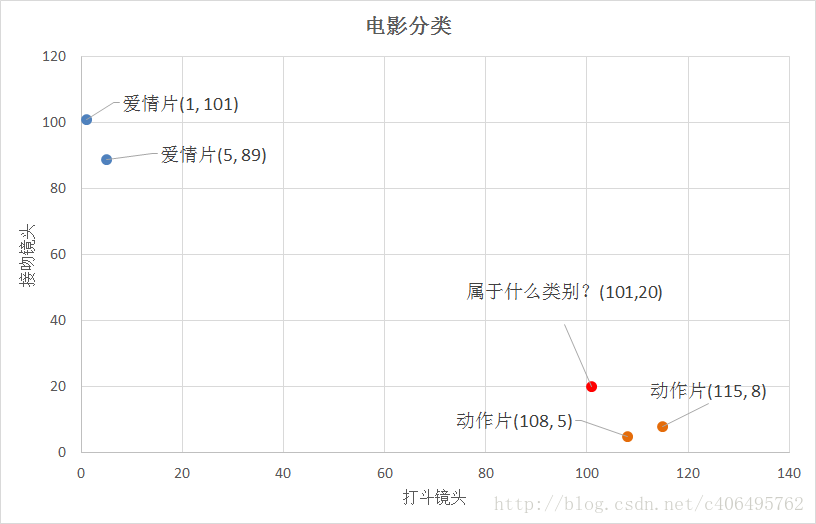 电影分类
120
100
80
60
40
20
0
接吻镜头
爱情片(1, 101)
爱情片(5, 89)
属于什么类别？(101,20)
动作片(115, 8)
动作片(108, 5)
0 20 40 60 80 100 120 140
打斗镜头
http://blog.csdn.net/c406495762